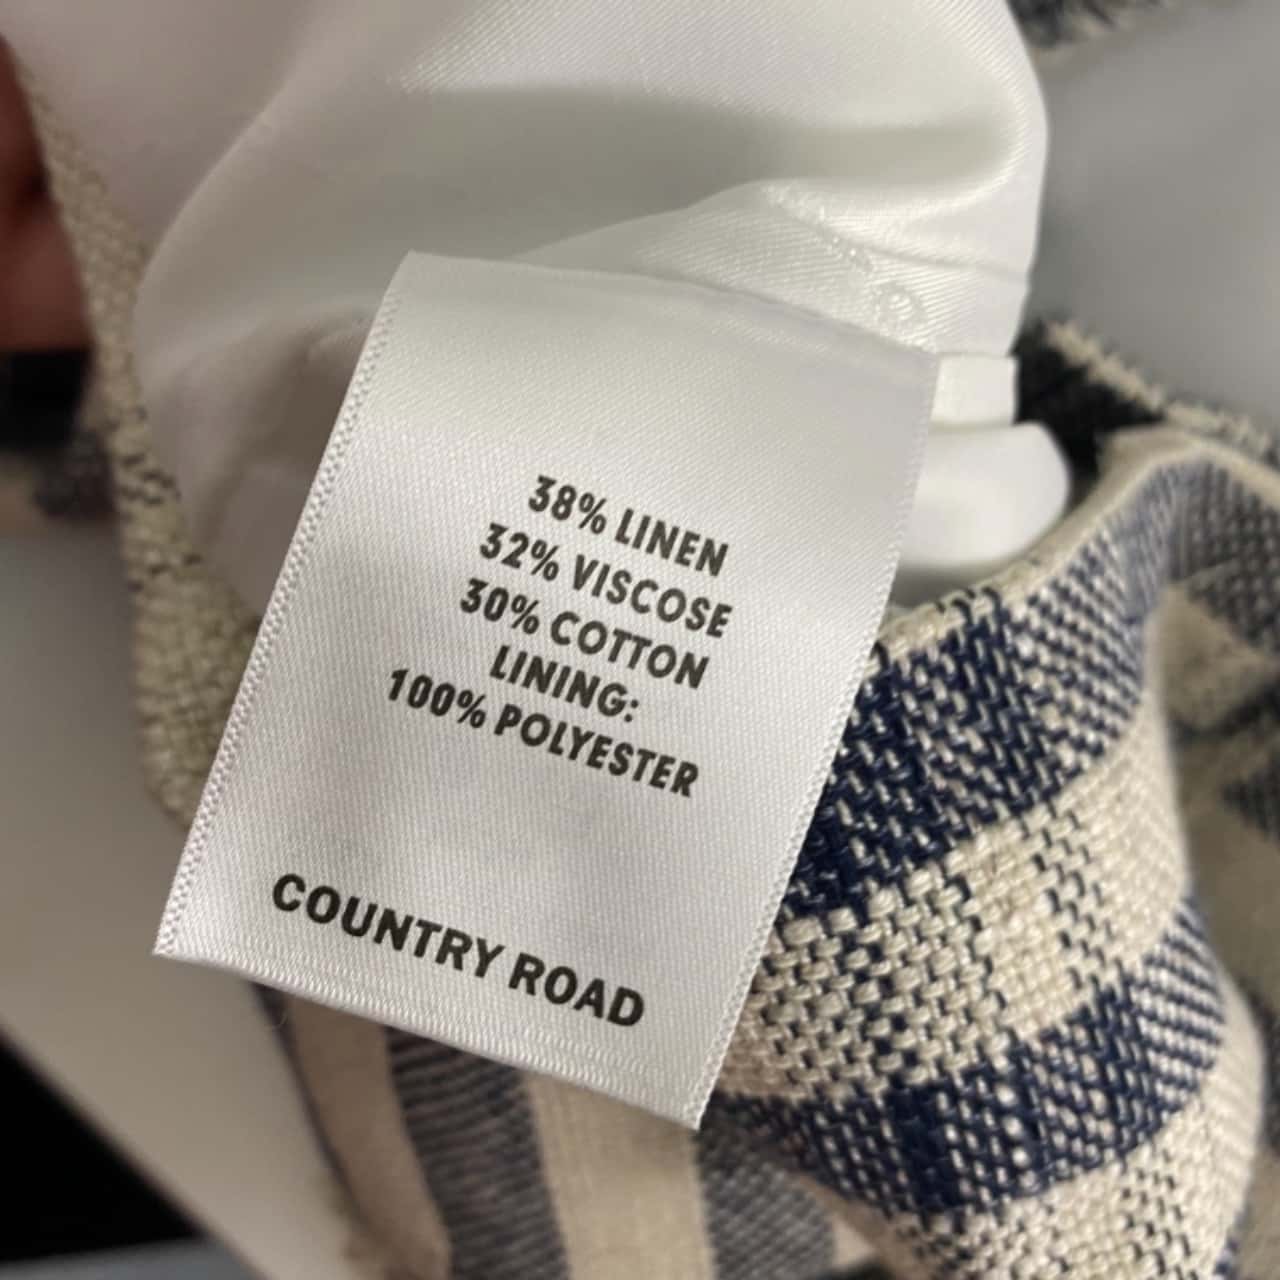 38% LINEN
32% VISCOSE
30% COTTON
LINING:
100% POLYESTER
COUNTRY ROAD